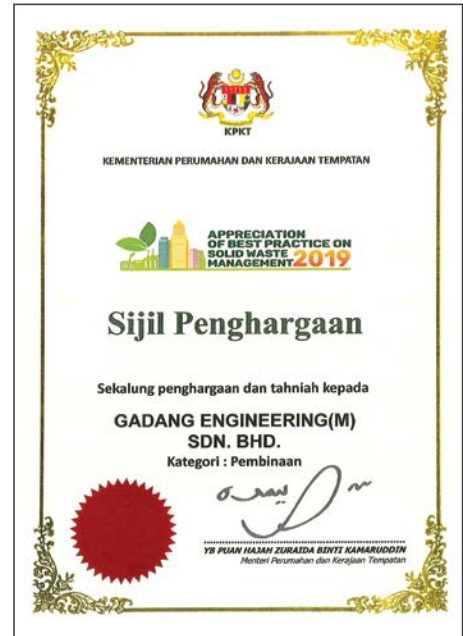 KPKT
KEMENTERIAN PERUMAHAN DAN KERAJAAN TEMPATAN
APPRECIATION
OF BEST PRACTICE ON
SOLID WASTE
MANAGEMENT 2019
Sijil Penghargaan
Sekalung penghargaan dan tahniah kepada
GADANG ENGINEERING(M)
SDN. BHD.
Kategori : Pembinaan
YB PUAN HAJAH ZURAIDA BINTI KAMARUDDIN
Menteri Perumahan dan Kerajaan Tempatan